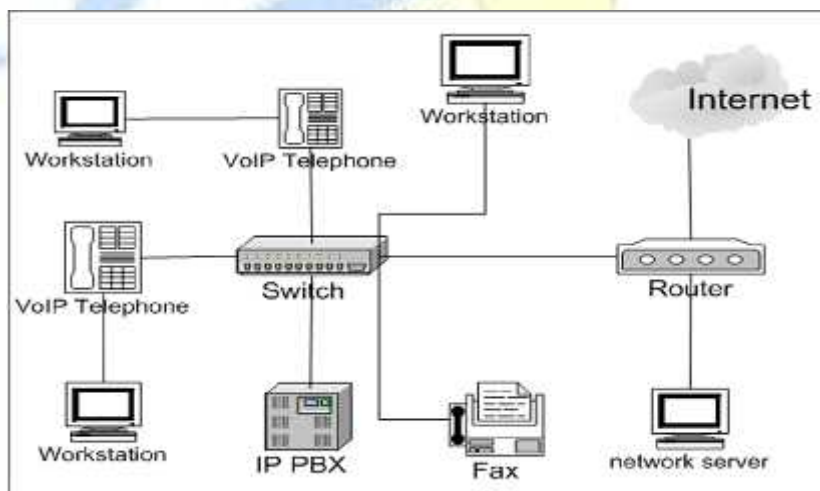 Internet
Workstation
Workstation
VoIP Telephone
VoIP Telephone
Switch
Router
Workstation
IP PBX
Fax
network server